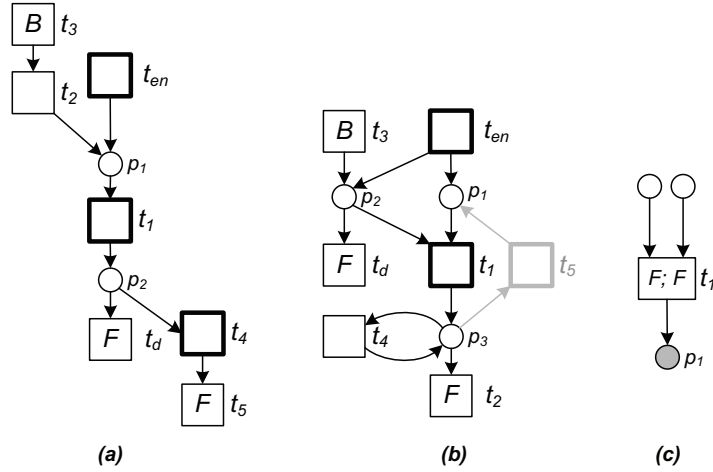 B t3
t2 ten
p1
t1
p2
F td t4
F t5
(a)
B t3 ten
p2 p1
F td t1 t5
t4 p3
F t2
(b)
F; F t1
p1
(c)